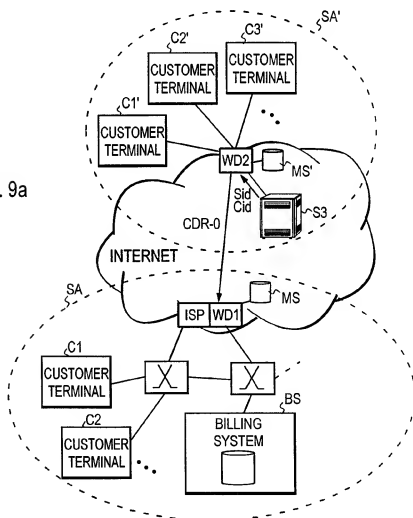 SA'
C2'
C3'
CUSTOMER
TERMINAL
CUSTOMER
TERMINAL
C1'
CUSTOMER
TERMINAL
WD2
MS'
. 9a
Sid
Cid
S3
CDR-0
INTERNET
SA
MS
ISP
WD1
C1
CUSTOMER
TERMINAL
C2
CUSTOMER
TERMINAL
BS
BILLING
SYSTEM